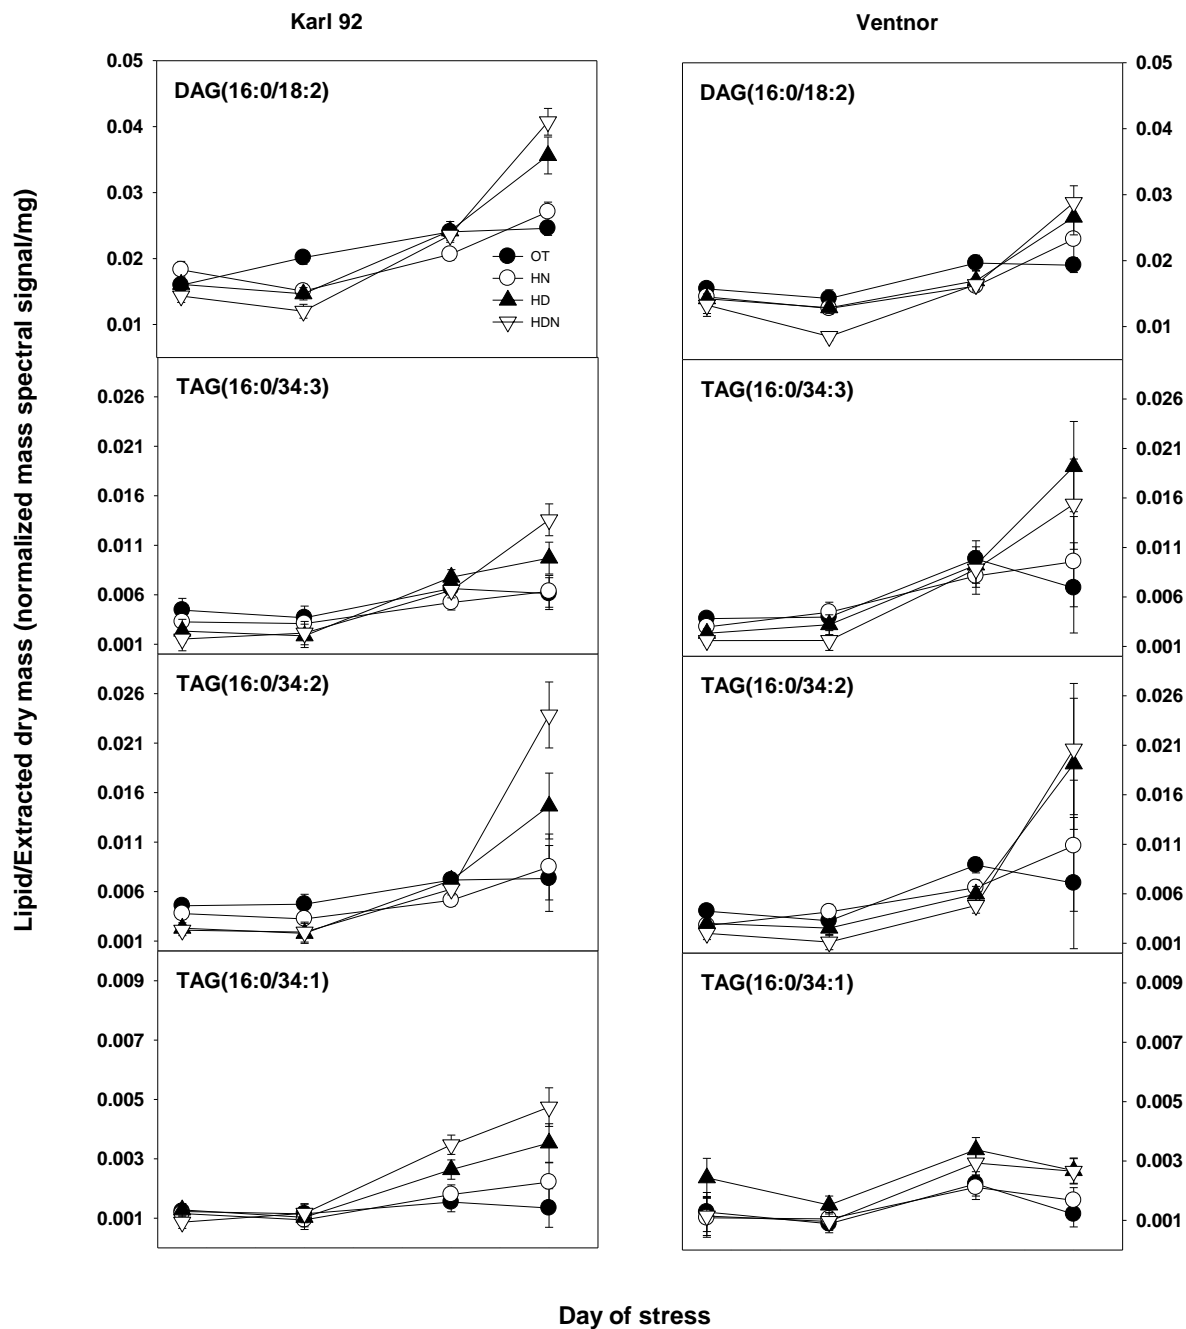 Karl 92
Ventnor
Lipid/Extracted dry mass (normalized mass spectral signal/mg)
0.05
0.04
0.03
0.02
0.01
DAG(16:0/18:2)
OT
HN
HD
HDN
DAG(16:0/18:2)
0.05
0.04
0.03
0.02
0.01
0.026
0.021
0.016
0.011
0.006
0.001
TAG(16:0/34:3)
TAG(16:0/34:3)
0.026
0.021
0.016
0.011
0.006
0.001
0.026
0.021
0.016
0.011
0.006
0.001
TAG(16:0/34:2)
TAG(16:0/34:2)
0.026
0.021
0.016
0.011
0.006
0.001
0.009
0.007
0.005
0.003
0.001
TAG(16:0/34:1)
TAG(16:0/34:1)
0.009
0.007
0.005
0.003
0.001
Day of stress